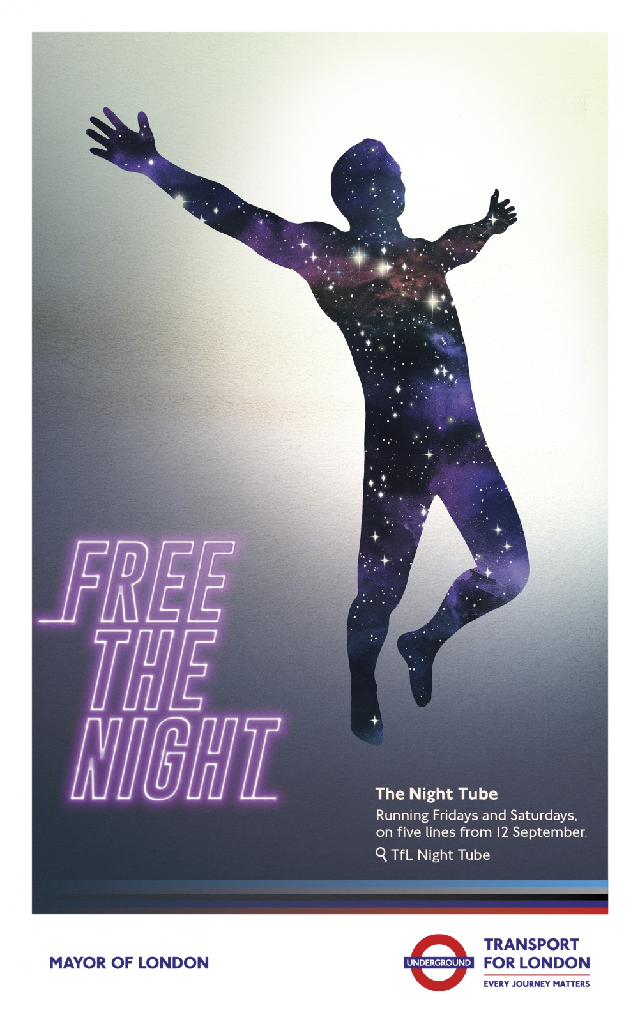 FREE
THE
NIGHT
The Night Tube
Running Fridays and Saturdays,
on five lines from 12 September.
TfL Night Tube
MAYOR OF LONDON
UNDERGROUND
TRANSPORT
FOR LONDON
EVERY JOURNEY MATTERS